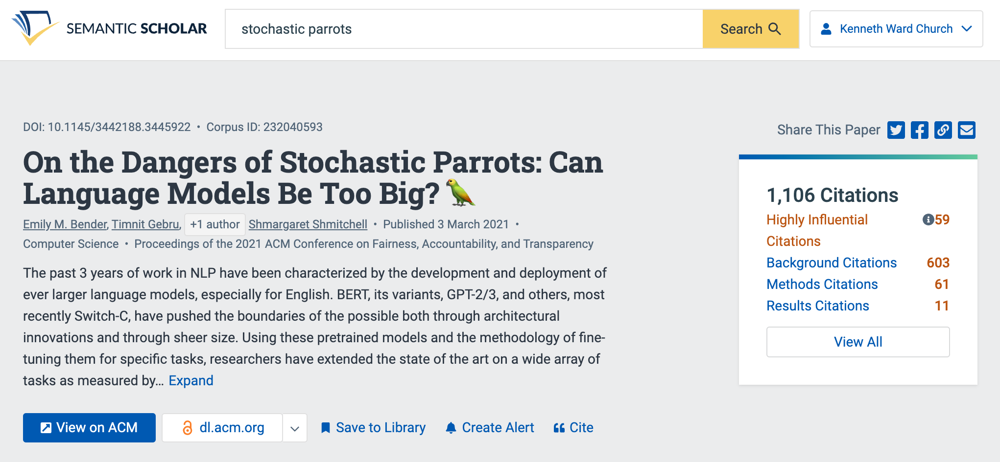 SEMANTIC SCHOLAR
stochastic parrots
Search
Kenneth Ward Church
DOI: 10.1145/3442188.3445922 • Corpus ID: 232040593
Share This Paper
On the Dangers of Stochastic Parrots: Can
Language Models Be Too Big? 🦜
Emily M. Bender, Timnit Gebru, +1 author Shmargaret Shmitchell • Published 3 March 2021 •
Computer Science • Proceedings of the 2021 ACM Conference on Fairness, Accountability, and Transparency
The past 3 years of work in NLP have been characterized by the development and deployment of
ever larger language models, especially for English. BERT, its variants, GPT-2/3, and others, most
recently Switch-C, have pushed the boundaries of the possible both through architectural
innovations and through sheer size. Using these pretrained models and the methodology of fine-
tuning them for specific tasks, researchers have extended the state of the art on a wide array of
tasks as measured by… Expand
View on ACM
dl.acm.org
Save to Library
Create Alert
Cite
1,106 Citations
Highly Influential 59
Citations
Background Citations 603
Methods Citations 61
Results Citations 11
View All